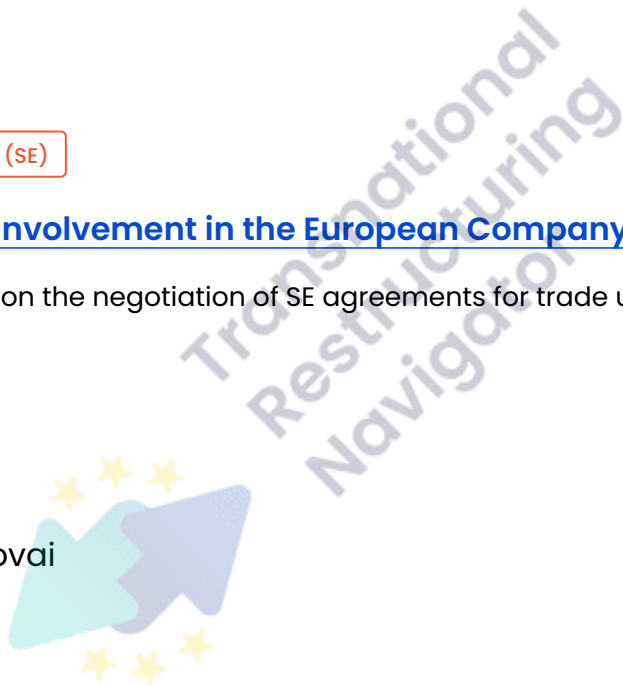 (SE)
nvolvement in the European Company
on the negotiation of SE agreements for trade u
ovai
Transnational
Restructuring
Navigator